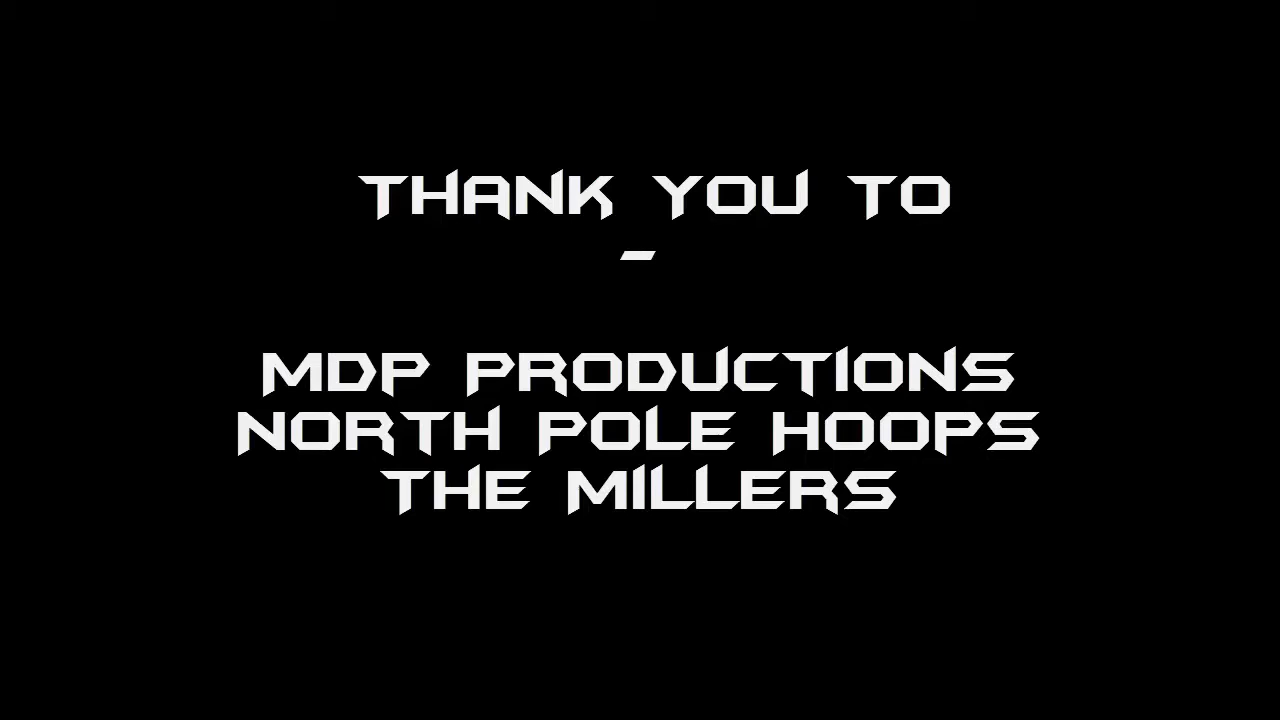 THANK YOU TO
-
MDP PRODUCTIONS
NORTH POLE HOOPS
THE MILLERS